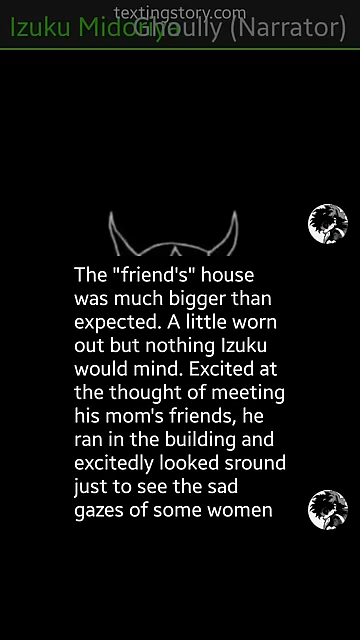 textingstory.com
Izuku Midoriya Ghoully (Narrator)
The "friend's" house
was much bigger than
expected. A little worn
out but nothing Izuku
would mind. Excited at
the thought of meeting
his mom's friends, he
ran in the building and
excitedly looked sround
just to see the sad
gazes of some women